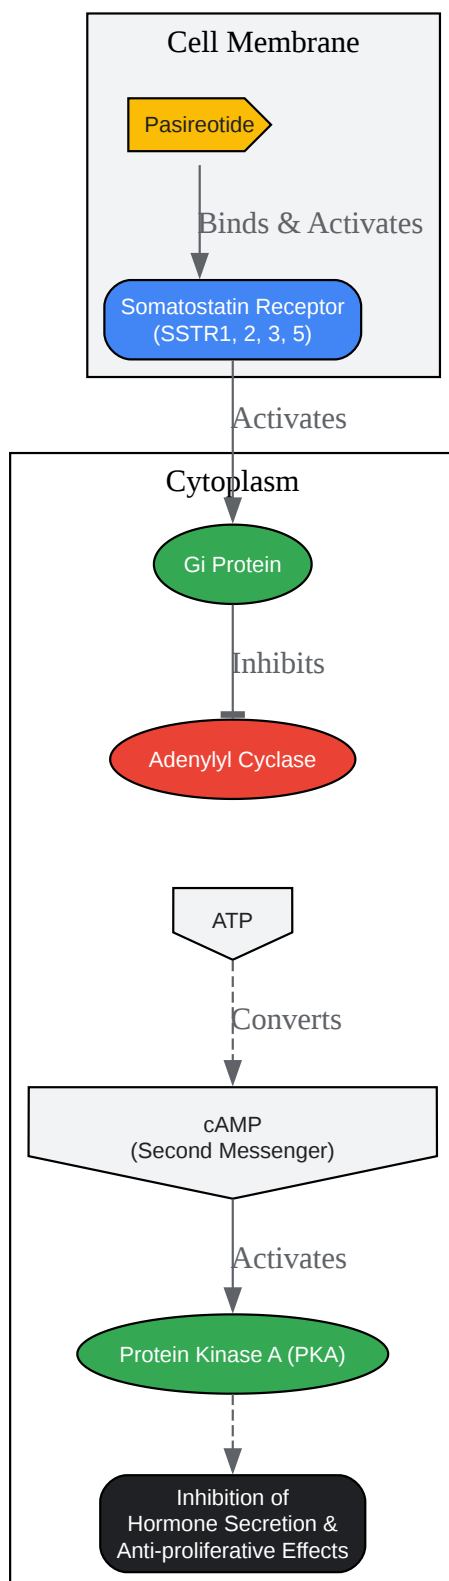 Cell Membrane
Pasireotide
Binds & Activates
Somatostatin Receptor
(SSTR1, 2, 3, 5)
Activates
Cytoplasm
Gi Protein
Inhibits
Adenylyl Cyclase
ATP
Converts
cAMP
(Second Messenger)
Activates
Protein Kinase A (PKA)
Inhibition of
Hormone Secretion &
Anti-proliferative Effects